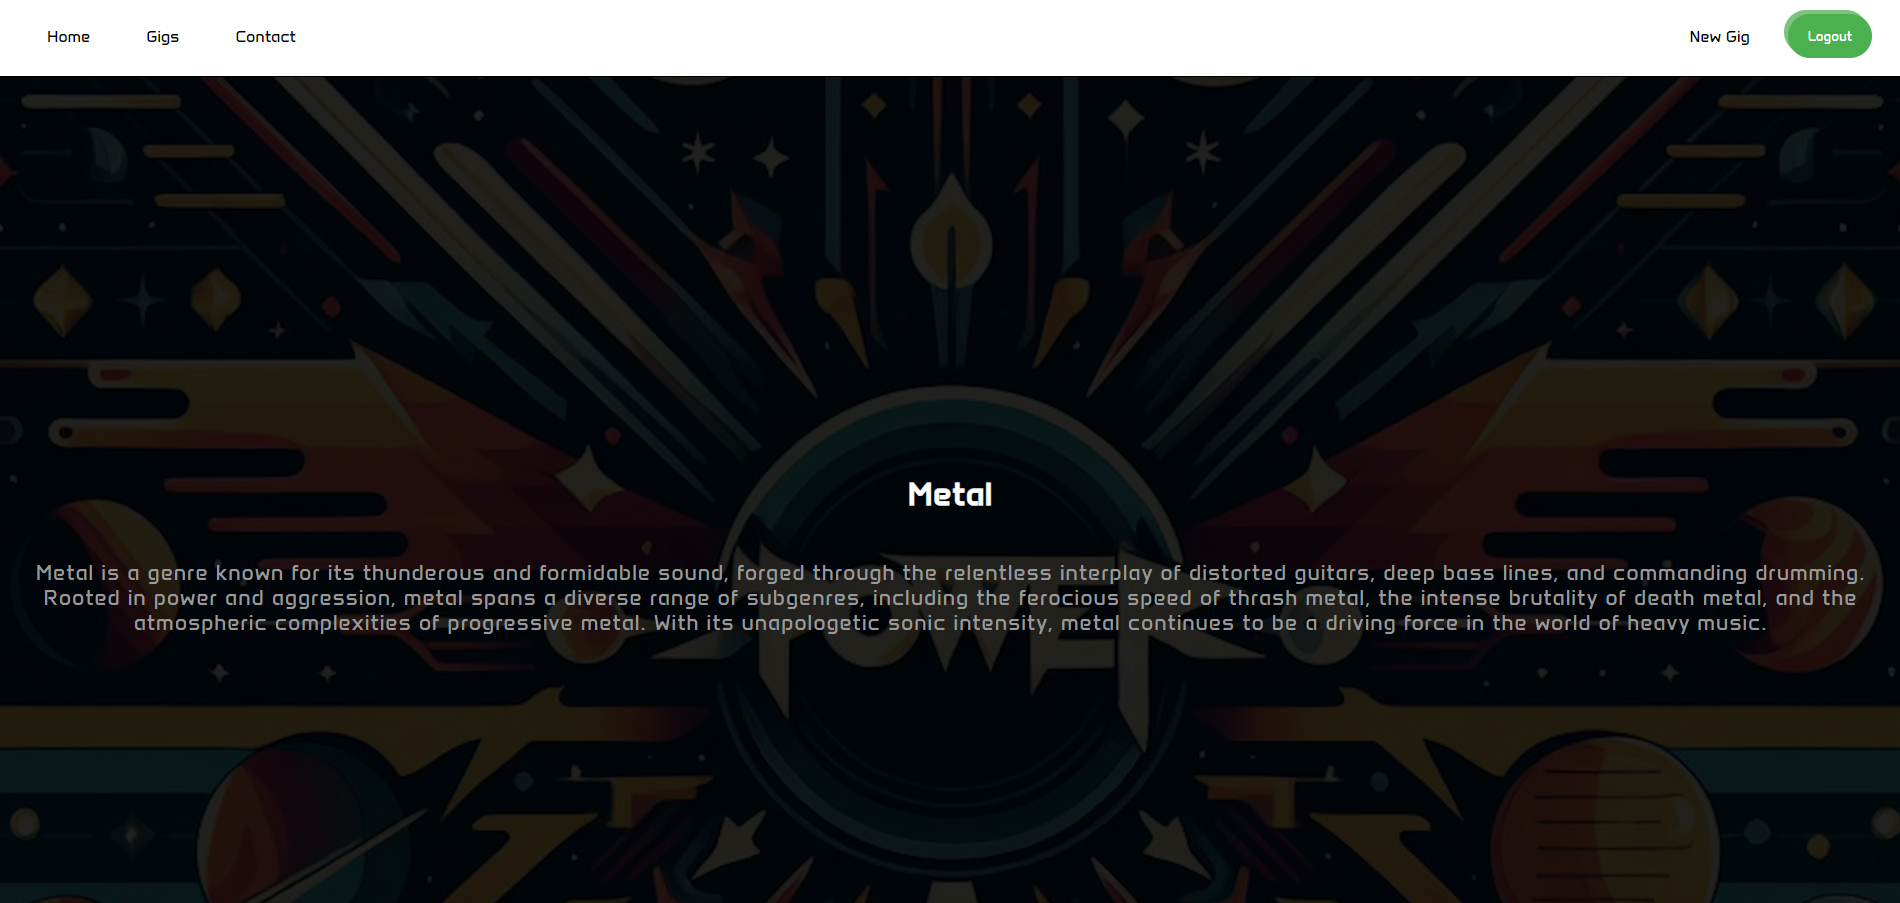 Home Gigs Contact New Gig Logout
Metal
Metal is a genre known for its thunderous and formidable sound, forged through the relentless interplay of distorted guitars, deep bass lines, and commanding drumming.
Rooted in power and aggression, metal spans a diverse range of subgenres, including the ferocious speed of thrash metal, the intense brutality of death metal, and the
atmospheric complexities of progressive metal. With its unapologetic sonic intensity, metal continues to be a driving force in the world of heavy music.
POWER